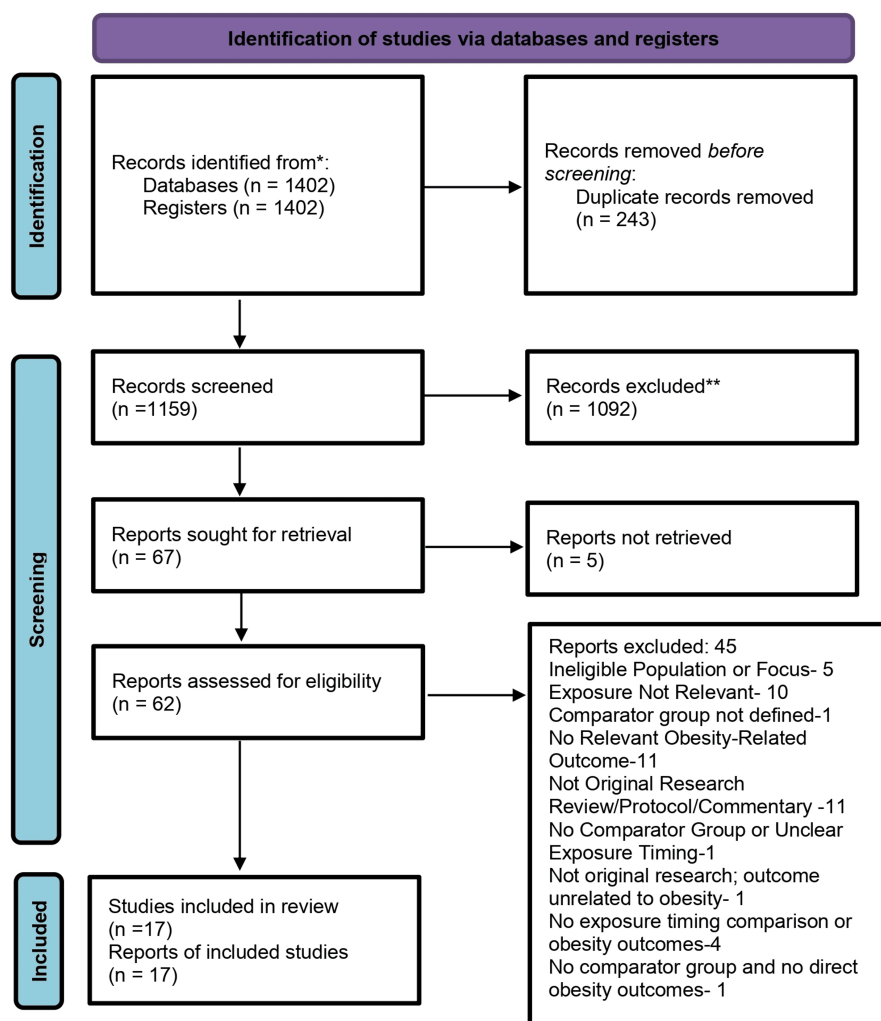 Identification of studies via databases and registers
Identification
Records identified from*:
Databases (n = 1402)
Registers (n = 1402)
Records removed before
screening:
Duplicate records removed
(n = 243)
Screening
Records screened
(n =1159)
Records excluded**
(n = 1092)
Reports sought for retrieval
(n = 67)
Reports not retrieved
(n = 5)
Reports assessed for eligibility
(n = 62)
Reports excluded: 45
Ineligible Population or Focus- 5
Exposure Not Relevant- 10
Comparator group not defined-1
No Relevant Obesity-Related
Outcome-11
Not Original Research
Review/Protocol/Commentary -11
No Comparator Group or Unclear
Exposure Timing-1
Not original research; outcome
unrelated to obesity- 1
No exposure timing comparison or
obesity outcomes-4
No comparator group and no direct
obesity outcomes- 1
Included
Studies included in review
(n =17)
Reports of included studies
(n = 17)